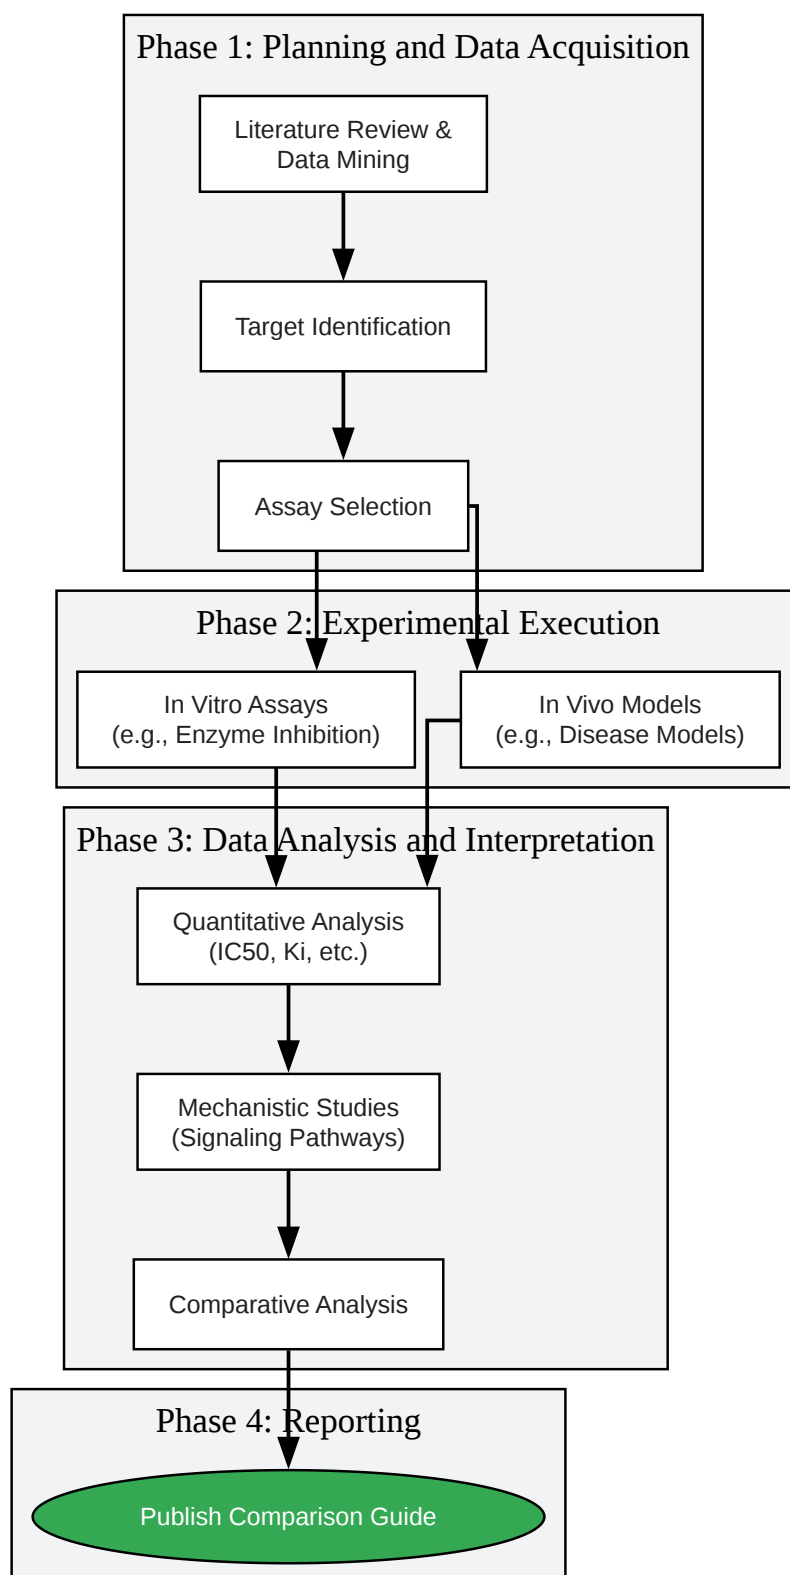 Phase 1: Planning and Data Acquisition
Literature Review &
Data Mining
Target Identification
Assay Selection
Phase 2: Experimental Execution
In Vitro Assays
(e.g., Enzyme Inhibition)
In Vivo Models
(e.g., Disease Models)
Phase 3: Data Analysis and Interpretation
Quantitative Analysis
(IC50, Ki, etc.)
Mechanistic Studies
(Signaling Pathways)
Comparative Analysis
Phase 4: Reporting
Publish Comparison Guide